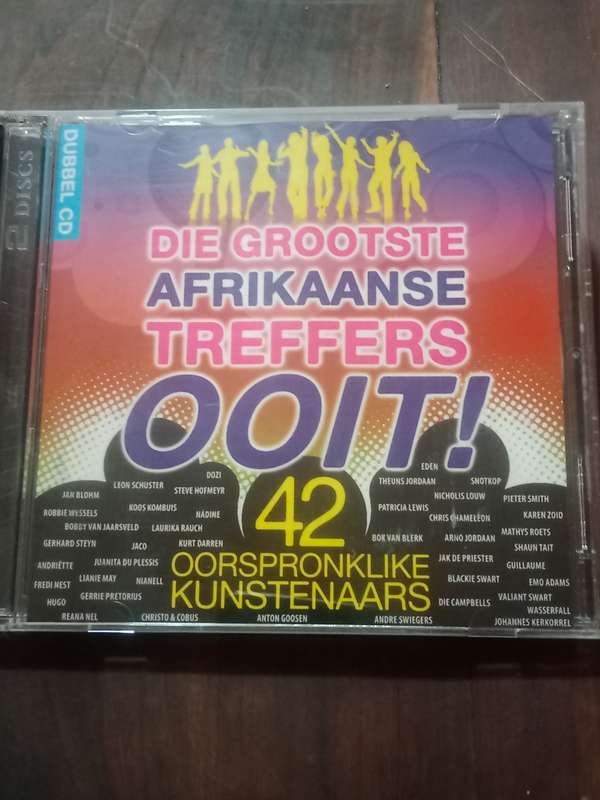 2 DISCS
DUBBEL CD
DIE GROOTSTE
AFRIKAANSE
TREFFERS
OOIT!
42
OORSPRONKLIKE
KUNSTENAARS
DOZI
LEON SCHUSTER
STEVE HOFMEYR
JAN BLOHM
KOOS KOMBUIS
ROBBIE WESSELS
NÁDINE
BOBBY VAN JAARSVELD
LAURIKA RAUCH
GERHARD STEYN
JACO
KURT DARREN
ANDRIËTTE
JUANITA DU PLESSIS
FREDI NEST
LIANIE MAY
NIANELL
HUGO
GERRIE PRETORIUS
REANA NEL
CHRISTO & COBUS
ANTON GOOSEN
ANDRE SWIEGERS
EDEN
THEUNS JORDAAN
SNOTKOP
NICHOLIS LOUW
PIETER SMITH
PATRICIA LEWIS
CHRIS CHAMELEON
KAREN ZOID
BOK VAN BLERK
ARNO JORDAAN
MATHYS ROETS
SHAUN TAIT
JAK DE PRIESTER
GUILLAUME
BLACKIE SWART
EMO ADAMS
DIE CAMPBELLS
VALIANT SWART
WASSERFALL
JOHANNES KERKORREL